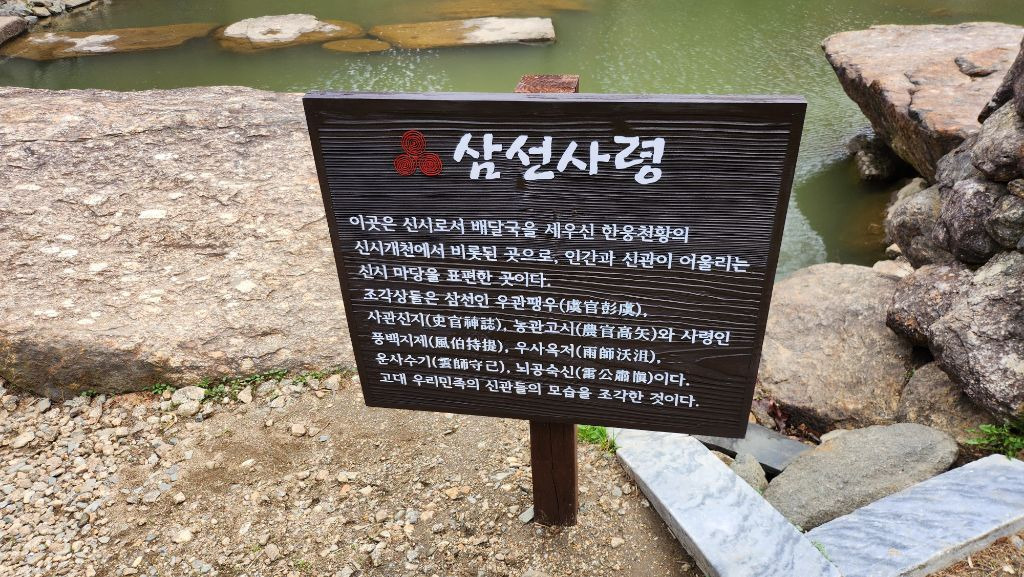 삼선사령
이곳은 신시로서 배달국을 세우신 한웅천황의
신시개천에서 비롯된 곳으로, 인간과 신관이 어울리는
신시 마당을 표편한 곳이다.
조각상들은 삼선인 우관팽우(虞官彭虞),
사관신지(史官神誌), 농관고시(農官高矢)와 사령인
풍백지제(風伯持提), 우사옥저(雨師沃沮),
운사수기(雲師守己), 뇌공숙신(雷公肅愼)이다.
고대 우리민족의 신관들의 모습을 조각한 것이다.